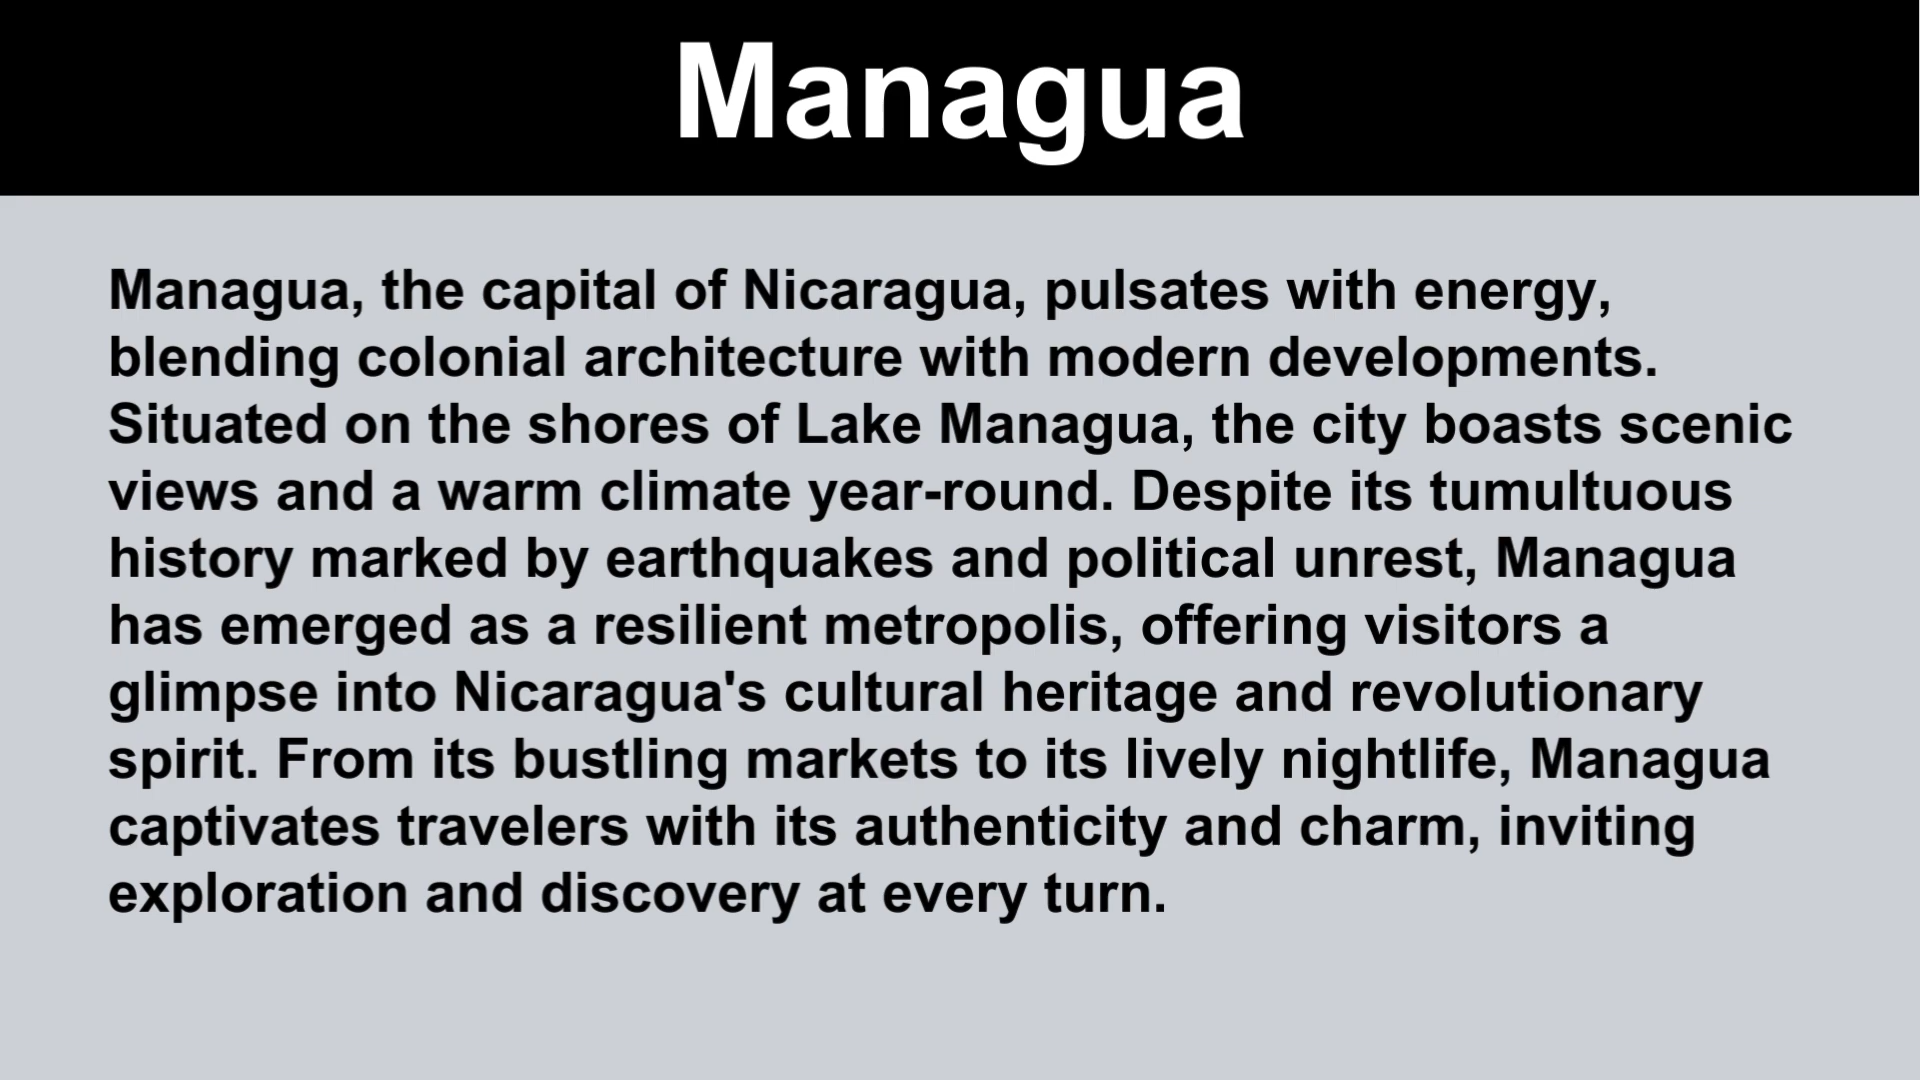 Managua
Managua, the capital of Nicaragua, pulsates with energy,
blending colonial architecture with modern developments.
Situated on the shores of Lake Managua, the city boasts scenic
views and a warm climate year-round. Despite its tumultuous
history marked by earthquakes and political unrest, Managua
has emerged as a resilient metropolis, offering visitors a
glimpse into Nicaragua's cultural heritage and revolutionary
spirit. From its bustling markets to its lively nightlife, Managua
captivates travelers with its authenticity and charm, inviting
exploration and discovery at every turn.